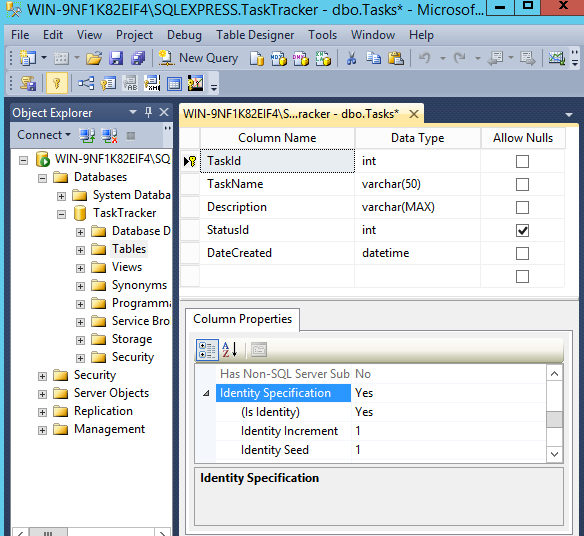 WIN-9NF1K82EIF4\SQLEXPRESS.TaskTracker - dbo.Tasks* - Microsof...
File Edit View Project Debug Table Designer Tools Window Help
New Query
Object Explorer
Connect
WIN-9NF1K82EIF4\SQ
Databases
System Databa
TaskTracker
Database D
Tables
Views
Synonyms
Programma
Service Bro
Storage
Security
Security
Server Objects
Replication
Management
WIN-9NF1K82EIF4\S...racker - dbo.Tasks*
Column Name Data Type Allow Nulls
TaskId int
TaskName varchar(50)
Description varchar(MAX)
StatusId int
DateCreated datetime
Column Properties
Has Non-SQL Server Sub No
Identity Specification Yes
(Is Identity) Yes
Identity Increment 1
Identity Seed 1
Identity Specification